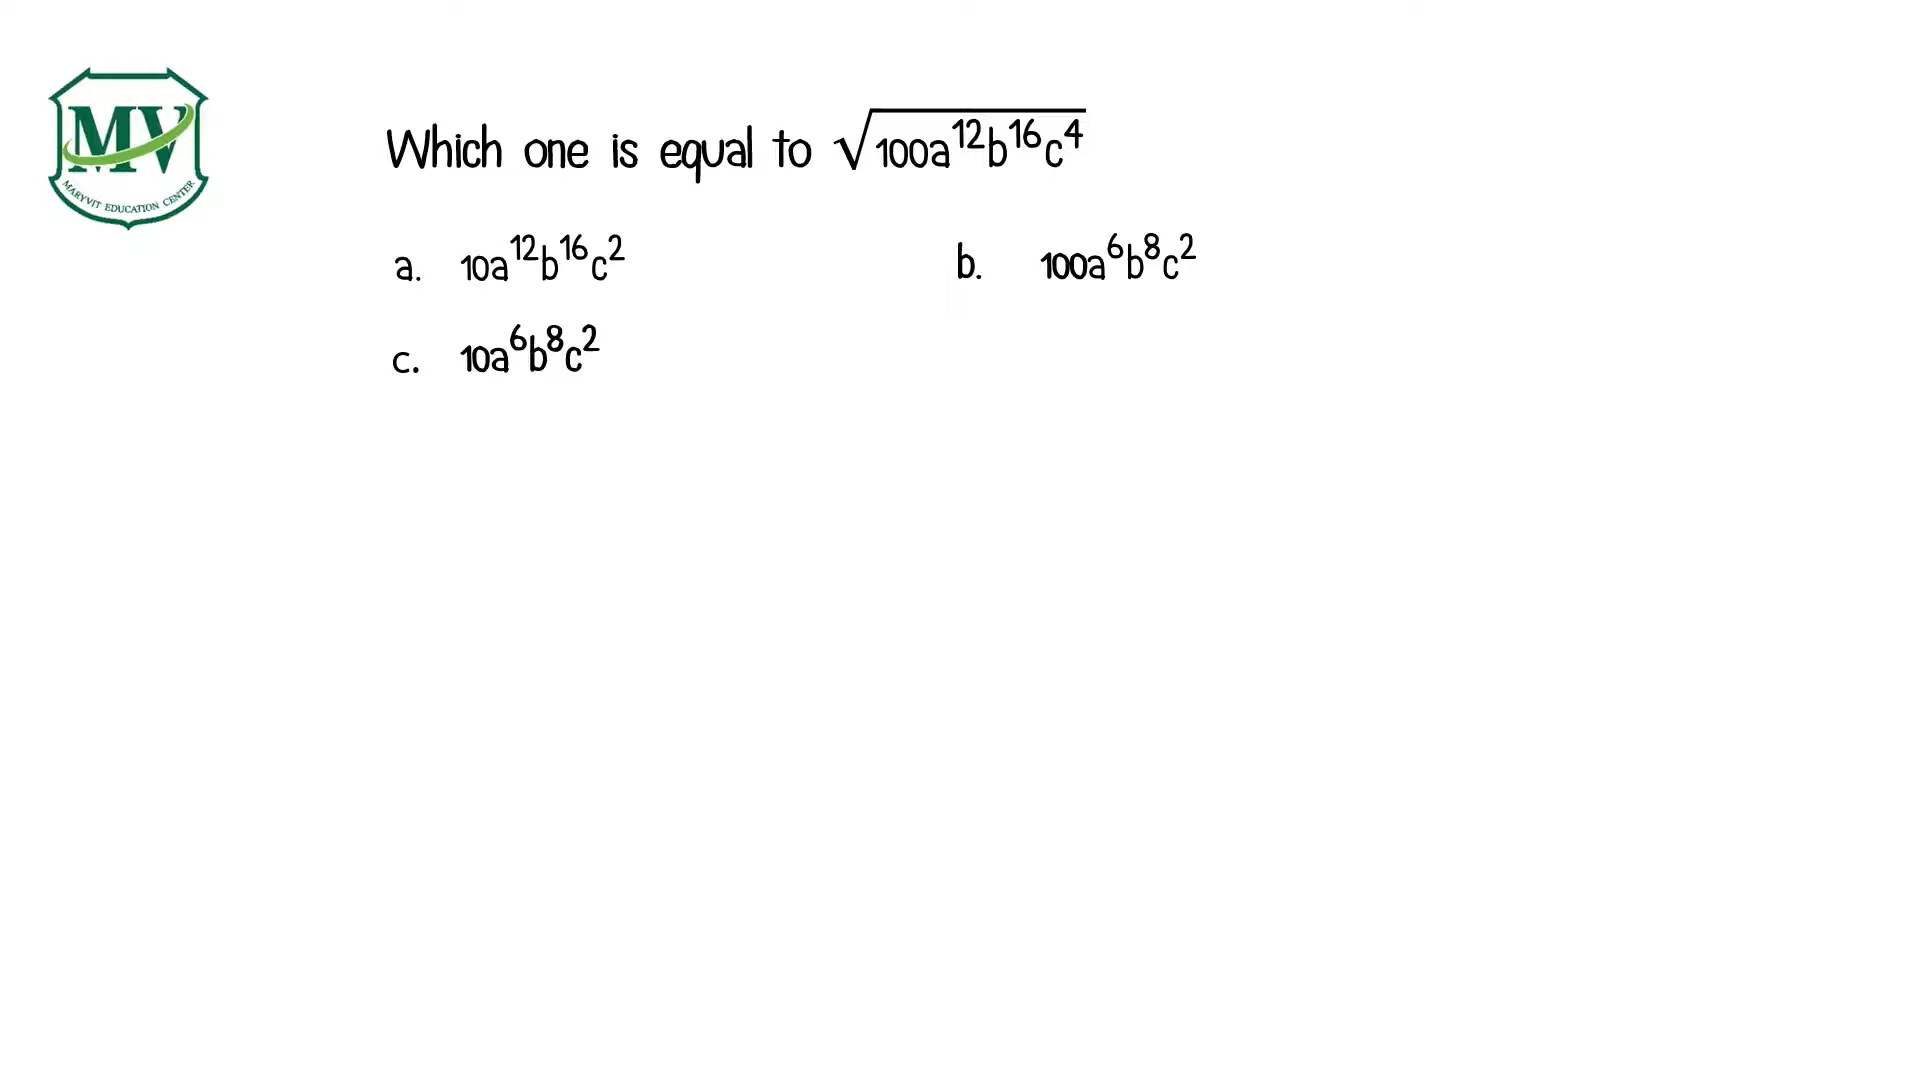 MV
MARYVIT EDUCATION CENTER
Which one is equal to √100a¹²b¹⁶c⁴
a. 10a¹²b¹⁶c² b. 100a⁶b⁸c²
c. 10a⁶b⁸c²